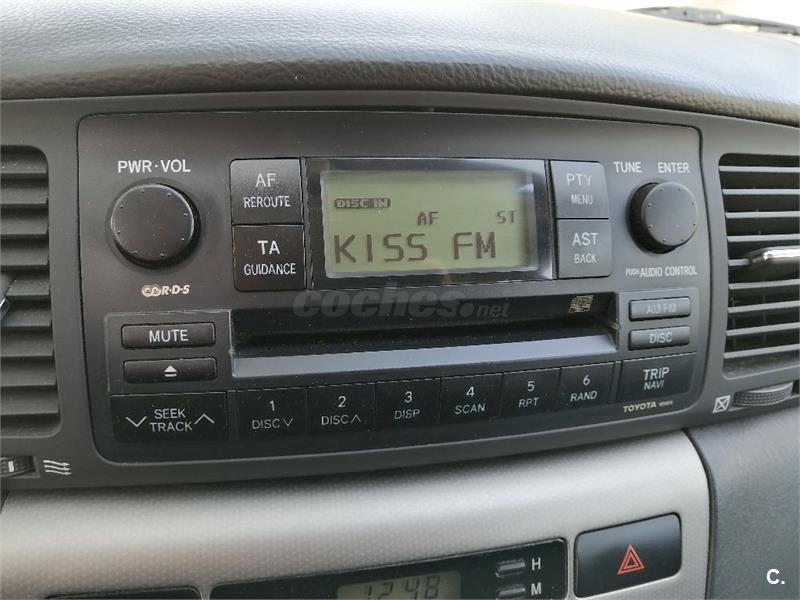 PWR·VOL
AF
REROUTE
DISC IN
AF ST
KISS FM
PTY
MENU
TUNE ENTER
TA
GUIDANCE
AST
BACK
PUSH AUDIO CONTROL
R·D·S
coches.net
MUTE
AM FM
DISC
SEEK
TRACK
1
DISC
2
DISC
3
DISP
4
SCAN
5
RPT
6
RAND
TRIP
NAVI
TOYOTA
12:48
H
M
C.